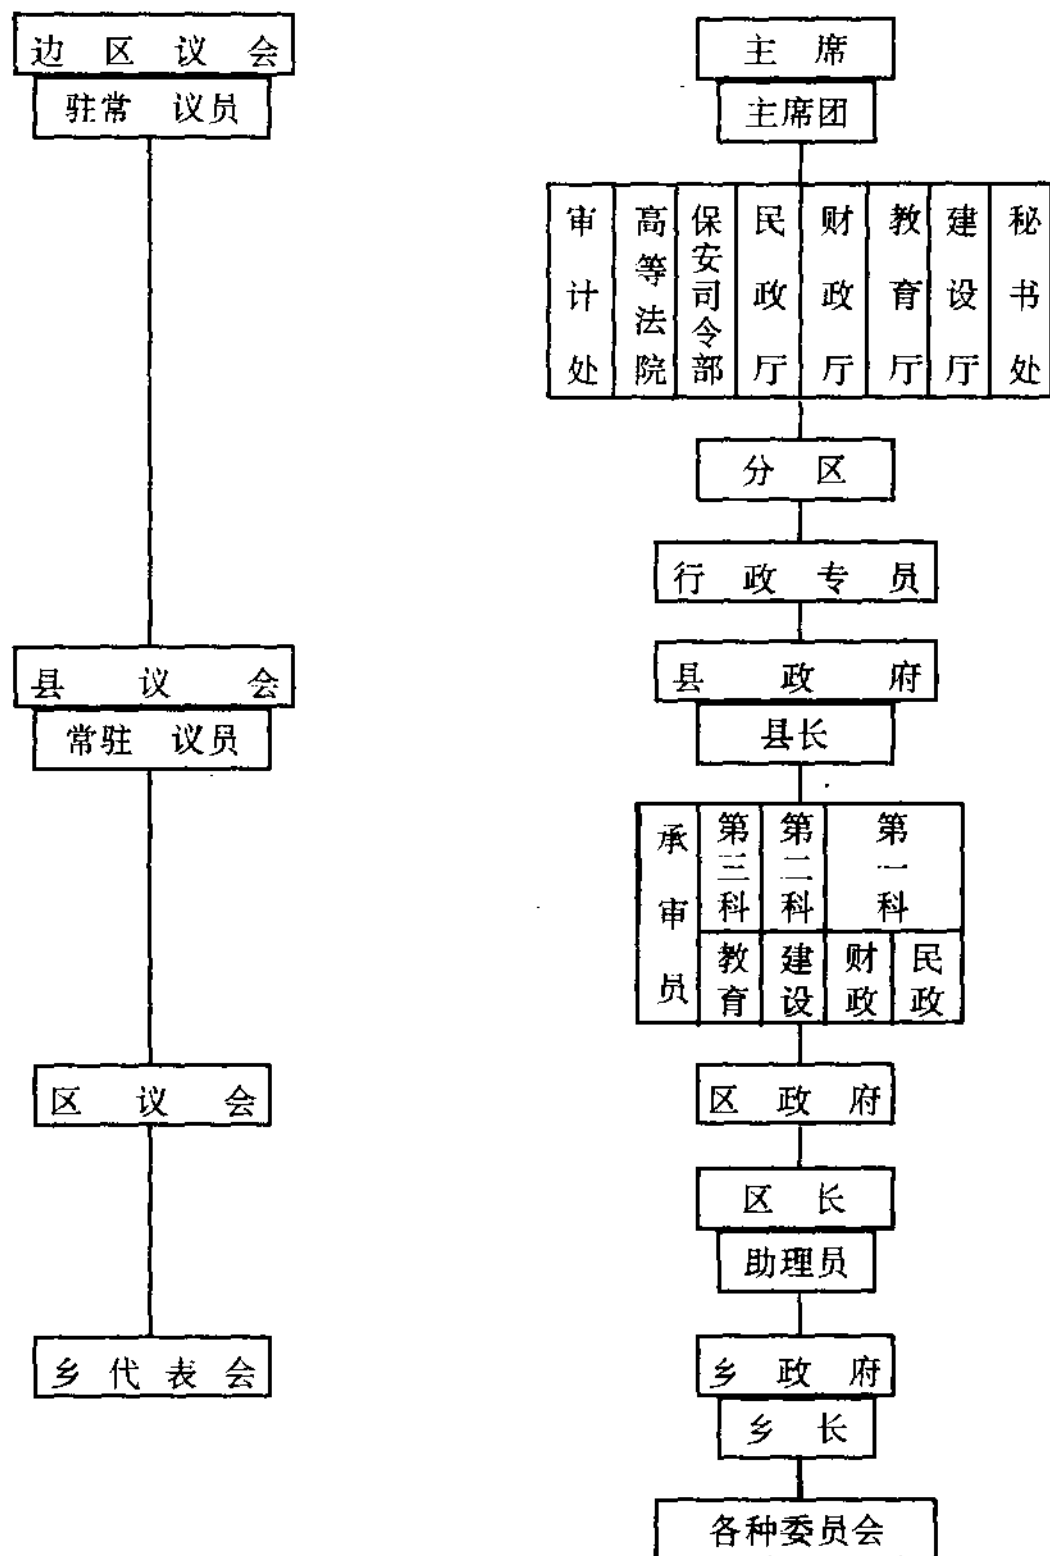 边区议会
驻常 议员
县议会
常驻 议员
区议会
乡代表会
主席
主席团
审计处
高等法院
保安司令部
民政厅
财政厅
教育厅
建设厅
秘书处
分区
行政专员
县政府
县长
承审员
第三科
教育
第二科
建设
第一科
财政
民政
区政府
区长
助理员
乡政府
乡长
各种委员会